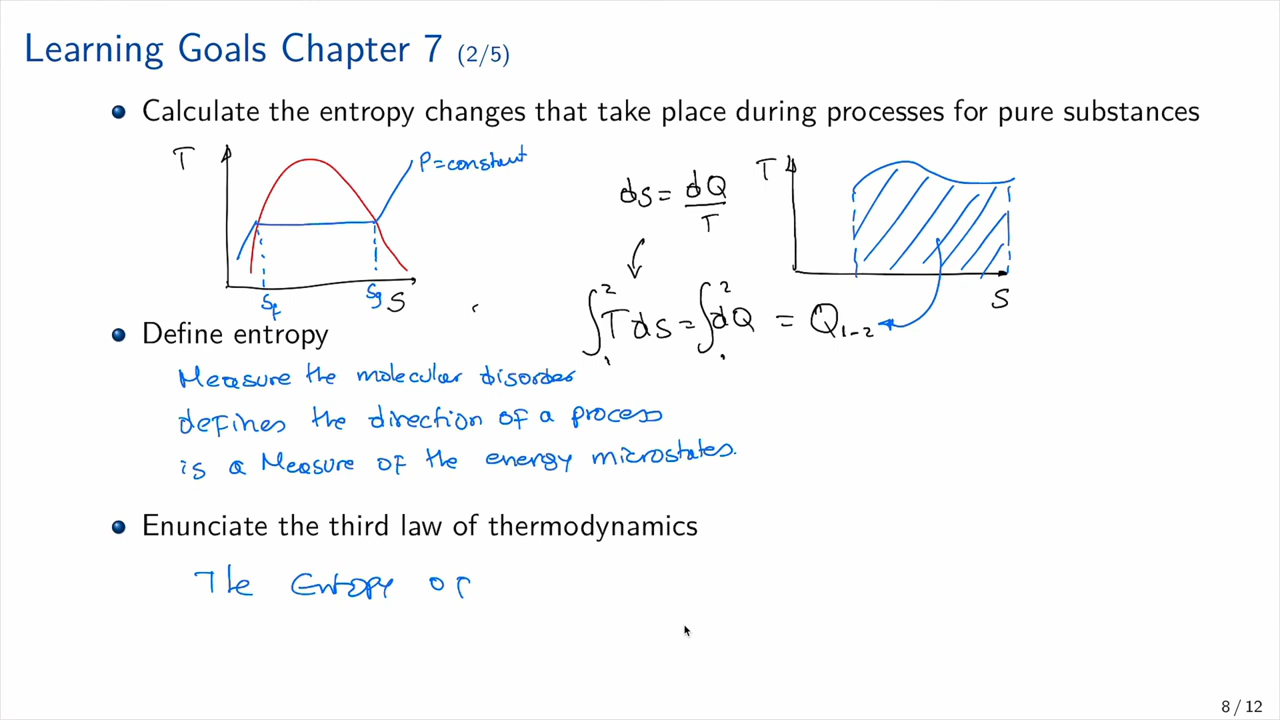 Learning Goals Chapter 7 (2/5)
Calculate the entropy changes that take place during processes for pure substances
T
P=constant
Sf
Sg
S
dS = dQ/T
T
S
∫₁² T dS = ∫₁² dQ = Q₁₋₂
Define entropy
Measure the molecular disorder
defines the direction of a process
is a Measure of the energy microstates.
Enunciate the third law of thermodynamics
The Entropy of
8 / 12